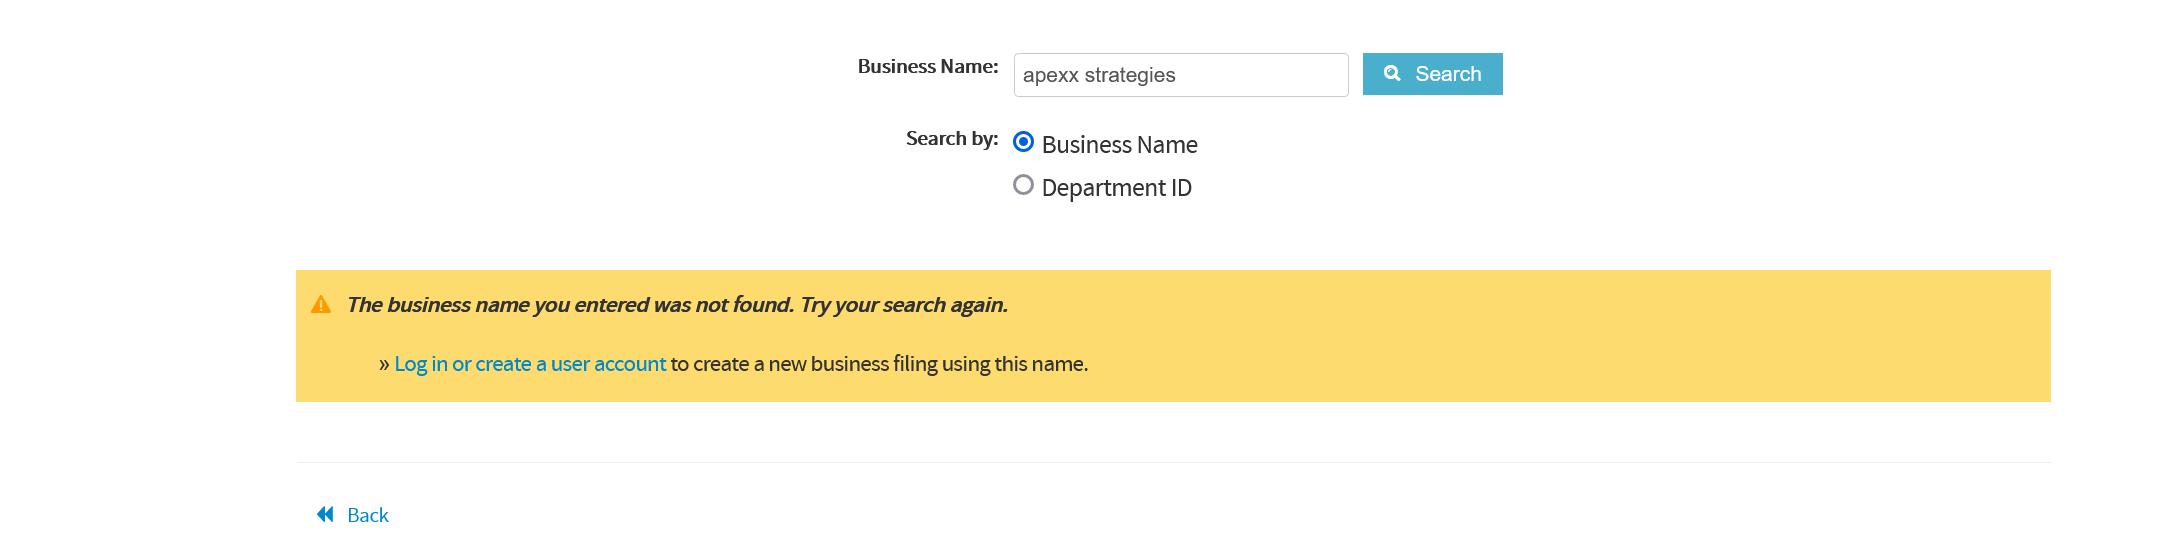 Business Name: apexx strategies Search
Search by: Business Name
Department ID
The business name you entered was not found. Try your search again.
» Log in or create a user account to create a new business filing using this name.
Back